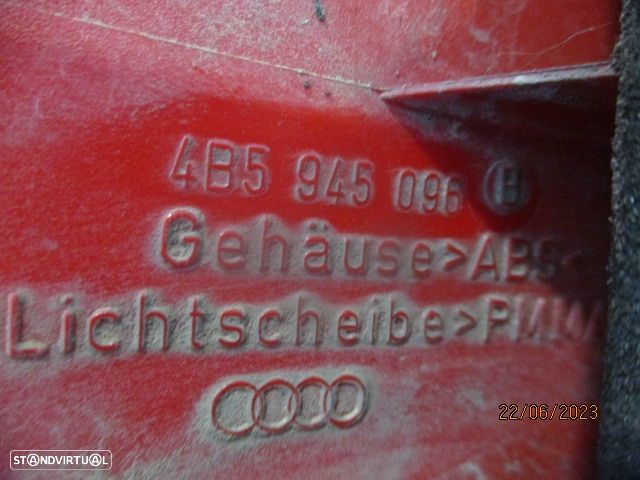 4B5 945 096 B
Gehäuse>ABS<
Lichtscheibe>PMMA
22/06/2023
STANDVIRTUAL